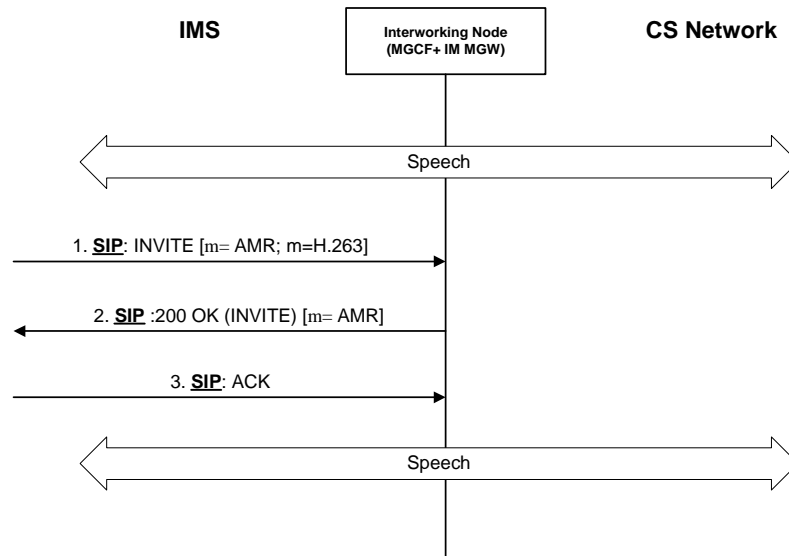 IMS
Interworking Node
(MGCF+ IM MGW)
CS Network
Speech
1. SIP: INVITE [m= AMR; m=H.263]
2. SIP :200 OK (INVITE) [m= AMR]
3. SIP: ACK
Speech